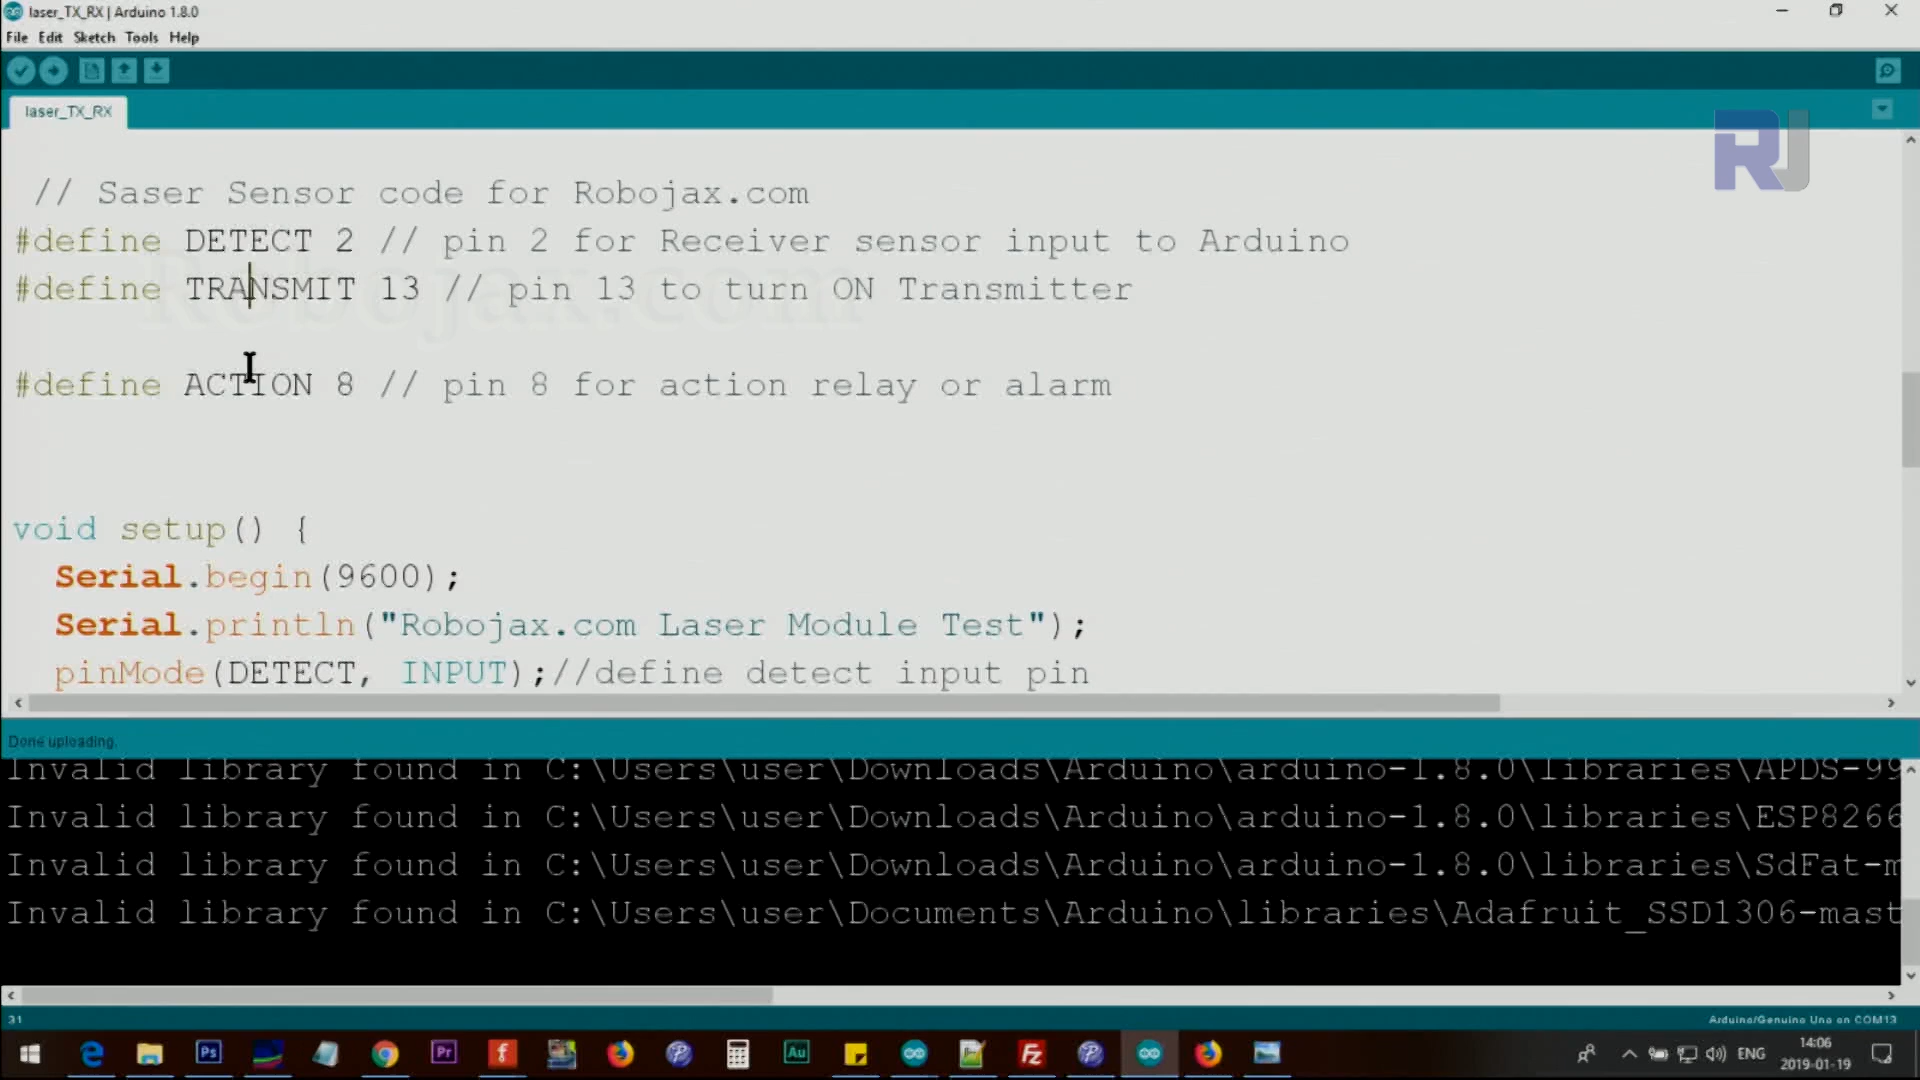 laser_TX_RX | Arduino 1.8.0
File Edit Sketch Tools Help
laser_TX_RX
RJ
// Saser Sensor code for Robojax.com
#define DETECT 2 // pin 2 for Receiver sensor input to Arduino
#define TRANSMIT 13 // pin 13 to turn ON Transmitter
Robojax.com
#define ACTION 8 // pin 8 for action relay or alarm
void setup() {
Serial.begin(9600);
Serial.println("Robojax.com Laser Module Test");
pinMode(DETECT, INPUT);//define detect input pin
Done uploading.
Invalid library found in C:\Users\user\Downloads\Arduino\arduino-1.8.0\libraries\APDS-99
Invalid library found in C:\Users\user\Downloads\Arduino\arduino-1.8.0\libraries\ESP8266
Invalid library found in C:\Users\user\Downloads\Arduino\arduino-1.8.0\libraries\SdFat-m
Invalid library found in C:\Users\user\Documents\Arduino\libraries\Adafruit_SSD1306-mast
31
Arduino/Genuino Uno on COM13
Ps
Pr
f
Au
Fz
ENG
14:06
2019-01-19